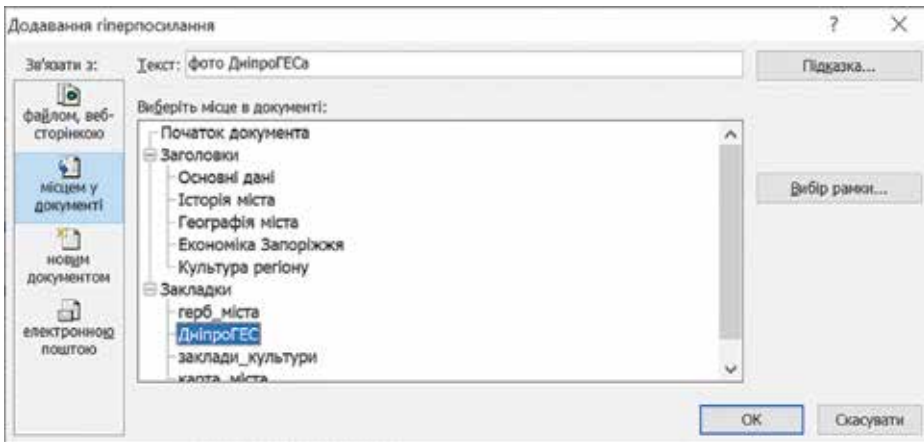 Додавання гіперпосилання
Зв'язати з:
Текст: фото ДніпроГЕСа
Підказка...
файлом, веб-
сторінкою
місцем у
документі
новим
документом
електронною
поштою
Виберіть місце в документі:
Початок документа
Заголовки
Основні дані
Історія міста
Географія міста
Економіка Запоріжжя
Культура регіону
Закладки
герб_міста
ДніпроГЕС
заклади_культури
карта_міста
Вибір рамки...
ОК
Скасувати